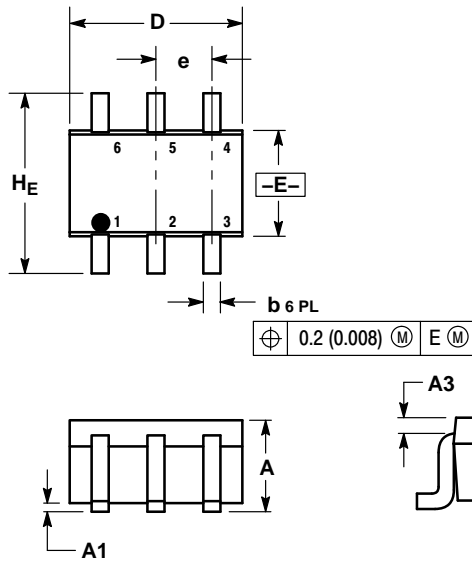 D
e
6 5 4
HE
–E–
1 2 3
b 6 PL
⌖ 0.2 (0.008) Ⓜ E Ⓜ
A3
A
A1